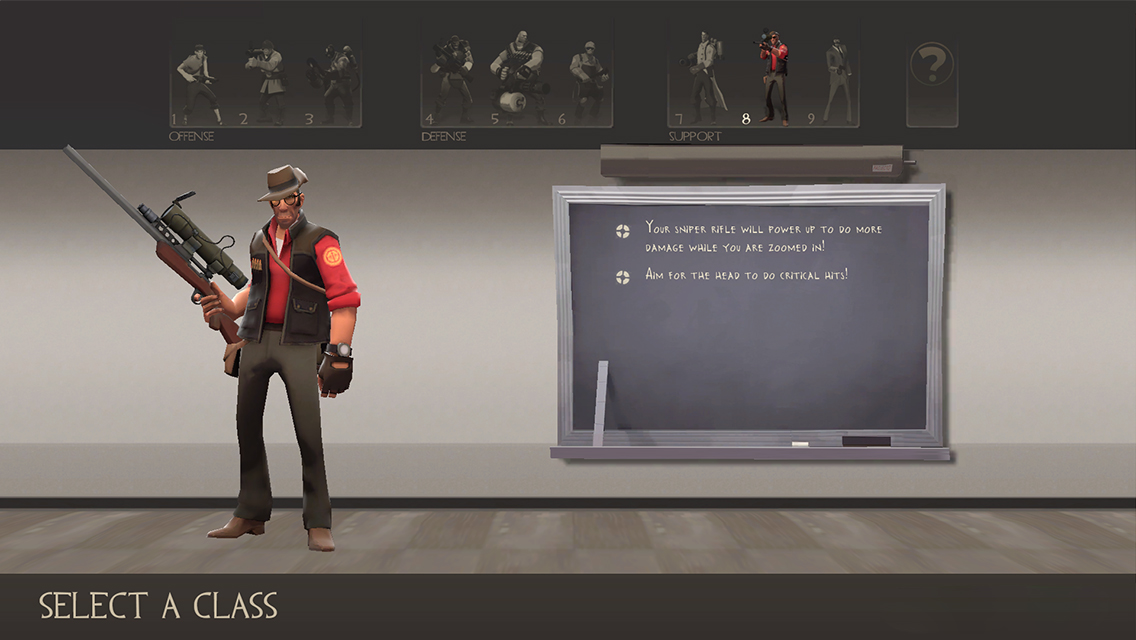 1 2 3 4 5 6 7 8 9 ?
OFFENSE DEFENSE SUPPORT
YOUR SNIPER RIFLE WILL POWER UP TO DO MORE
DAMAGE WHILE YOU ARE ZOOMED IN!
AIM FOR THE HEAD TO DO CRITICAL HITS!
SELECT A CLASS